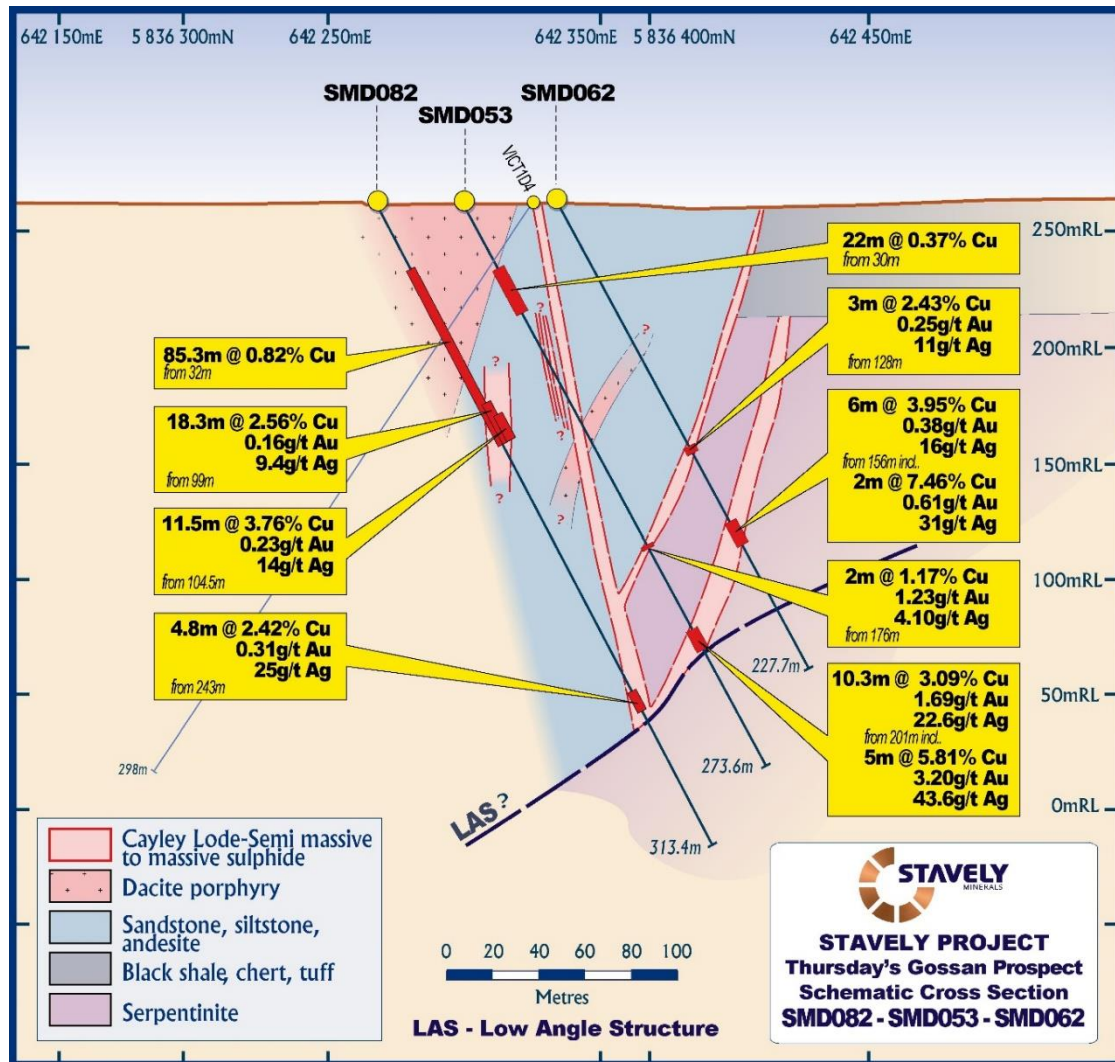 642 150mE
5 836 300mN
642 250mE
642 350mE
5 836 400mN
642 450mE
SMD082
SMD053
SMD062
VICT1D4
250mRL
200mRL
150mRL
100mRL
50mRL
0mRL
85.3m @ 0.82% Cu
from 32m
18.3m @ 2.56% Cu
0.16g/t Au
9.4g/t Ag
from 99m
11.5m @ 3.76% Cu
0.23g/t Au
14g/t Ag
from 104.5m
4.8m @ 2.42% Cu
0.31g/t Au
25g/t Ag
from 243m
22m @ 0.37% Cu
from 30m
3m @ 2.43% Cu
0.25g/t Au
11g/t Ag
from 128m
6m @ 3.95% Cu
0.38g/t Au
16g/t Ag
from 156m incl..
2m @ 7.46% Cu
0.61g/t Au
31g/t Ag
2m @ 1.17% Cu
1.23g/t Au
4.10g/t Ag
from 176m
10.3m @ 3.09% Cu
1.69g/t Au
22.6g/t Ag
from 201m incl..
5m @ 5.81% Cu
3.20g/t Au
43.6g/t Ag
?
?
?
?
?
?
298m
227.7m
273.6m
313.4m
LAS ?
Cayley Lode-Semi massive
to massive sulphide
Dacite porphyry
Sandstone, siltstone,
andesite
Black shale, chert, tuff
Serpentinite
0 20 40 60 80 100
Metres
LAS - Low Angle Structure
STAVELY
MINERALS
STAVELY PROJECT
Thursday's Gossan Prospect
Schematic Cross Section
SMD082 - SMD053 - SMD062